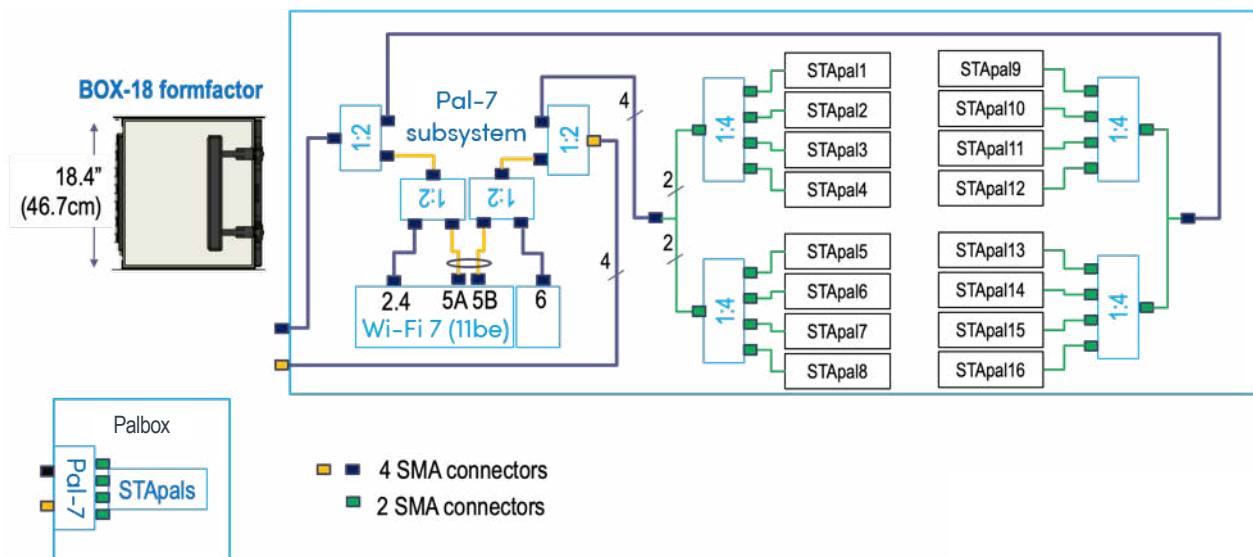 BOX-18 formfactor
18.4”
(46.7cm)
Pal-7
subsystem
1:2
1:2
1:2
1:2
2.4
5A
5B
6
Wi-Fi 7 (11be)
4
4
2
2
1:4
STApal1
STApal2
STApal3
STApal4
1:4
STApal5
STApal6
STApal7
STApal8
STApal9
STApal10
STApal11
STApal12
1:4
STApal13
STApal14
STApal15
STApal16
1:4
Palbox
Pal-7
STApals
4 SMA connectors
2 SMA connectors